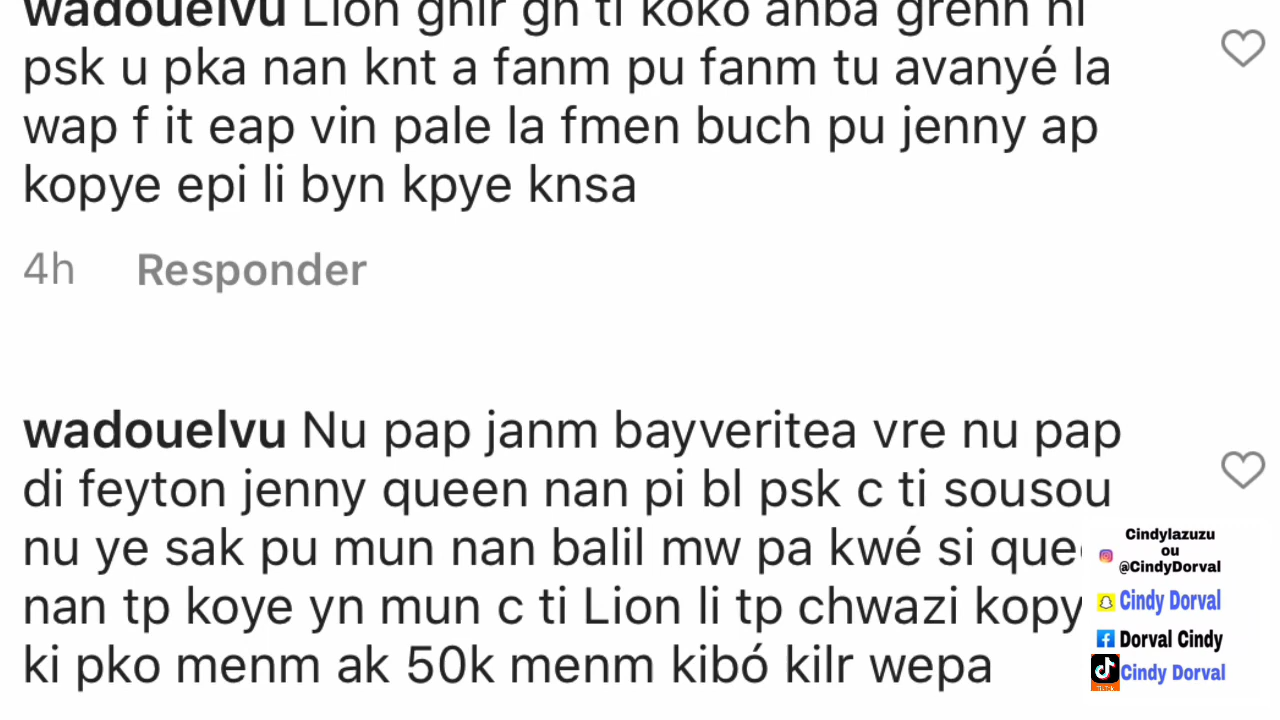 wadouelvu Lion ghir gn ti koko anba grenn ni
psk u pka nan knt a fanm pu fanm tu avanyé la
wap f it eap vin pale la fmen buch pu jenny ap
kopye epi li byn kpye knsa
4h Responder
wadouelvu Nu pap janm bayveritea vre nu pap
di feyton jenny queen nan pi bl psk c ti sousou
nu ye sak pu mun nan balil mw pa kwé si que
nan tp koye yn mun c ti Lion li tp chwazi kopy
ki pko menm ak 50k menm kibó kilr wepa
Cindylazuzu
ou
@CindyDorval
Cindy Dorval
Dorval Cindy
Cindy Dorval